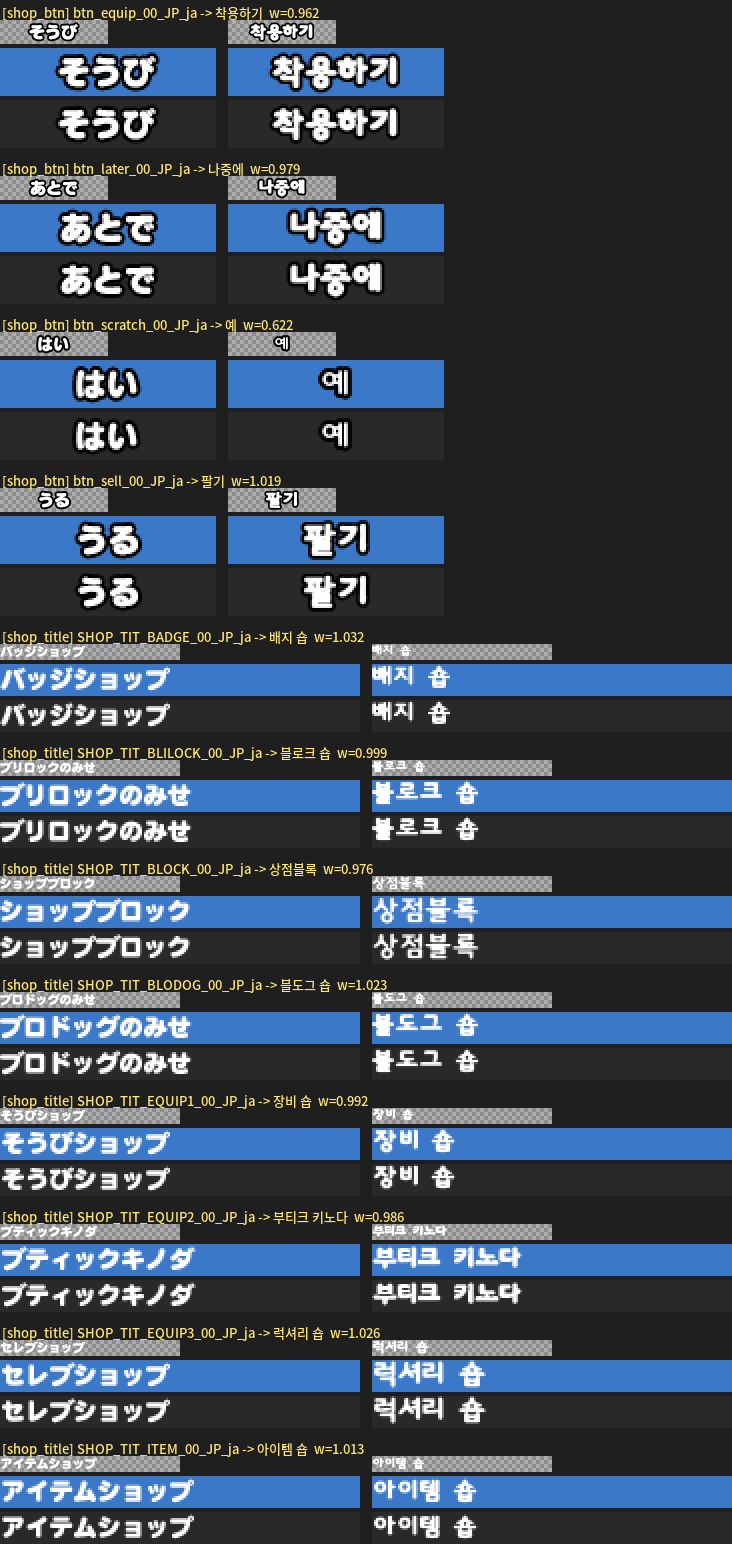 [shop_btn] btn_equip_00_JP_ja -> 착용하기  w=0.962
そうび 착용하기
そうび 착용하기
そうび 착용하기
[shop_btn] btn_later_00_JP_ja -> 나중에  w=0.979
あとで 나중에
あとで 나중에
あとで 나중에
[shop_btn] btn_scratch_00_JP_ja -> 예  w=0.622
はい 예
はい 예
はい 예
[shop_btn] btn_sell_00_JP_ja -> 팔기  w=1.019
うる 팔기
うる 팔기
うる 팔기
[shop_title] SHOP_TIT_BADGE_00_JP_ja -> 배지 숍  w=1.032
バッジショップ 배지 숍
バッジショップ 배지 숍
バッジショップ 배지 숍
[shop_title] SHOP_TIT_BLILOCK_00_JP_ja -> 블로크 숍  w=0.999
ブリロックのみせ 블로크 숍
ブリロックのみせ 블로크 숍
ブリロックのみせ 블로크 숍
[shop_title] SHOP_TIT_BLOCK_00_JP_ja -> 상점블록  w=0.976
ショップブロック 상점블록
ショップブロック 상점블록
ショップブロック 상점블록
[shop_title] SHOP_TIT_BLODOG_00_JP_ja -> 블도그 숍  w=1.023
ブロドッグのみせ 블도그 숍
ブロドッグのみせ 블도그 숍
ブロドッグのみせ 블도그 숍
[shop_title] SHOP_TIT_EQUIP1_00_JP_ja -> 장비 숍  w=0.992
そうびショップ 장비 숍
そうびショップ 장비 숍
そうびショップ 장비 숍
[shop_title] SHOP_TIT_EQUIP2_00_JP_ja -> 부티크 키노다  w=0.986
ブティックキノダ 부티크 키노다
ブティックキノダ 부티크 키노다
ブティックキノダ 부티크 키노다
[shop_title] SHOP_TIT_EQUIP3_00_JP_ja -> 럭셔리 숍  w=1.026
セレブショップ 럭셔리 숍
セレブショップ 럭셔리 숍
セレブショップ 럭셔리 숍
[shop_title] SHOP_TIT_ITEM_00_JP_ja -> 아이템 숍  w=1.013
アイテムショップ 아이템 숍
アイテムショップ 아이템 숍
アイテムショップ 아이템 숍